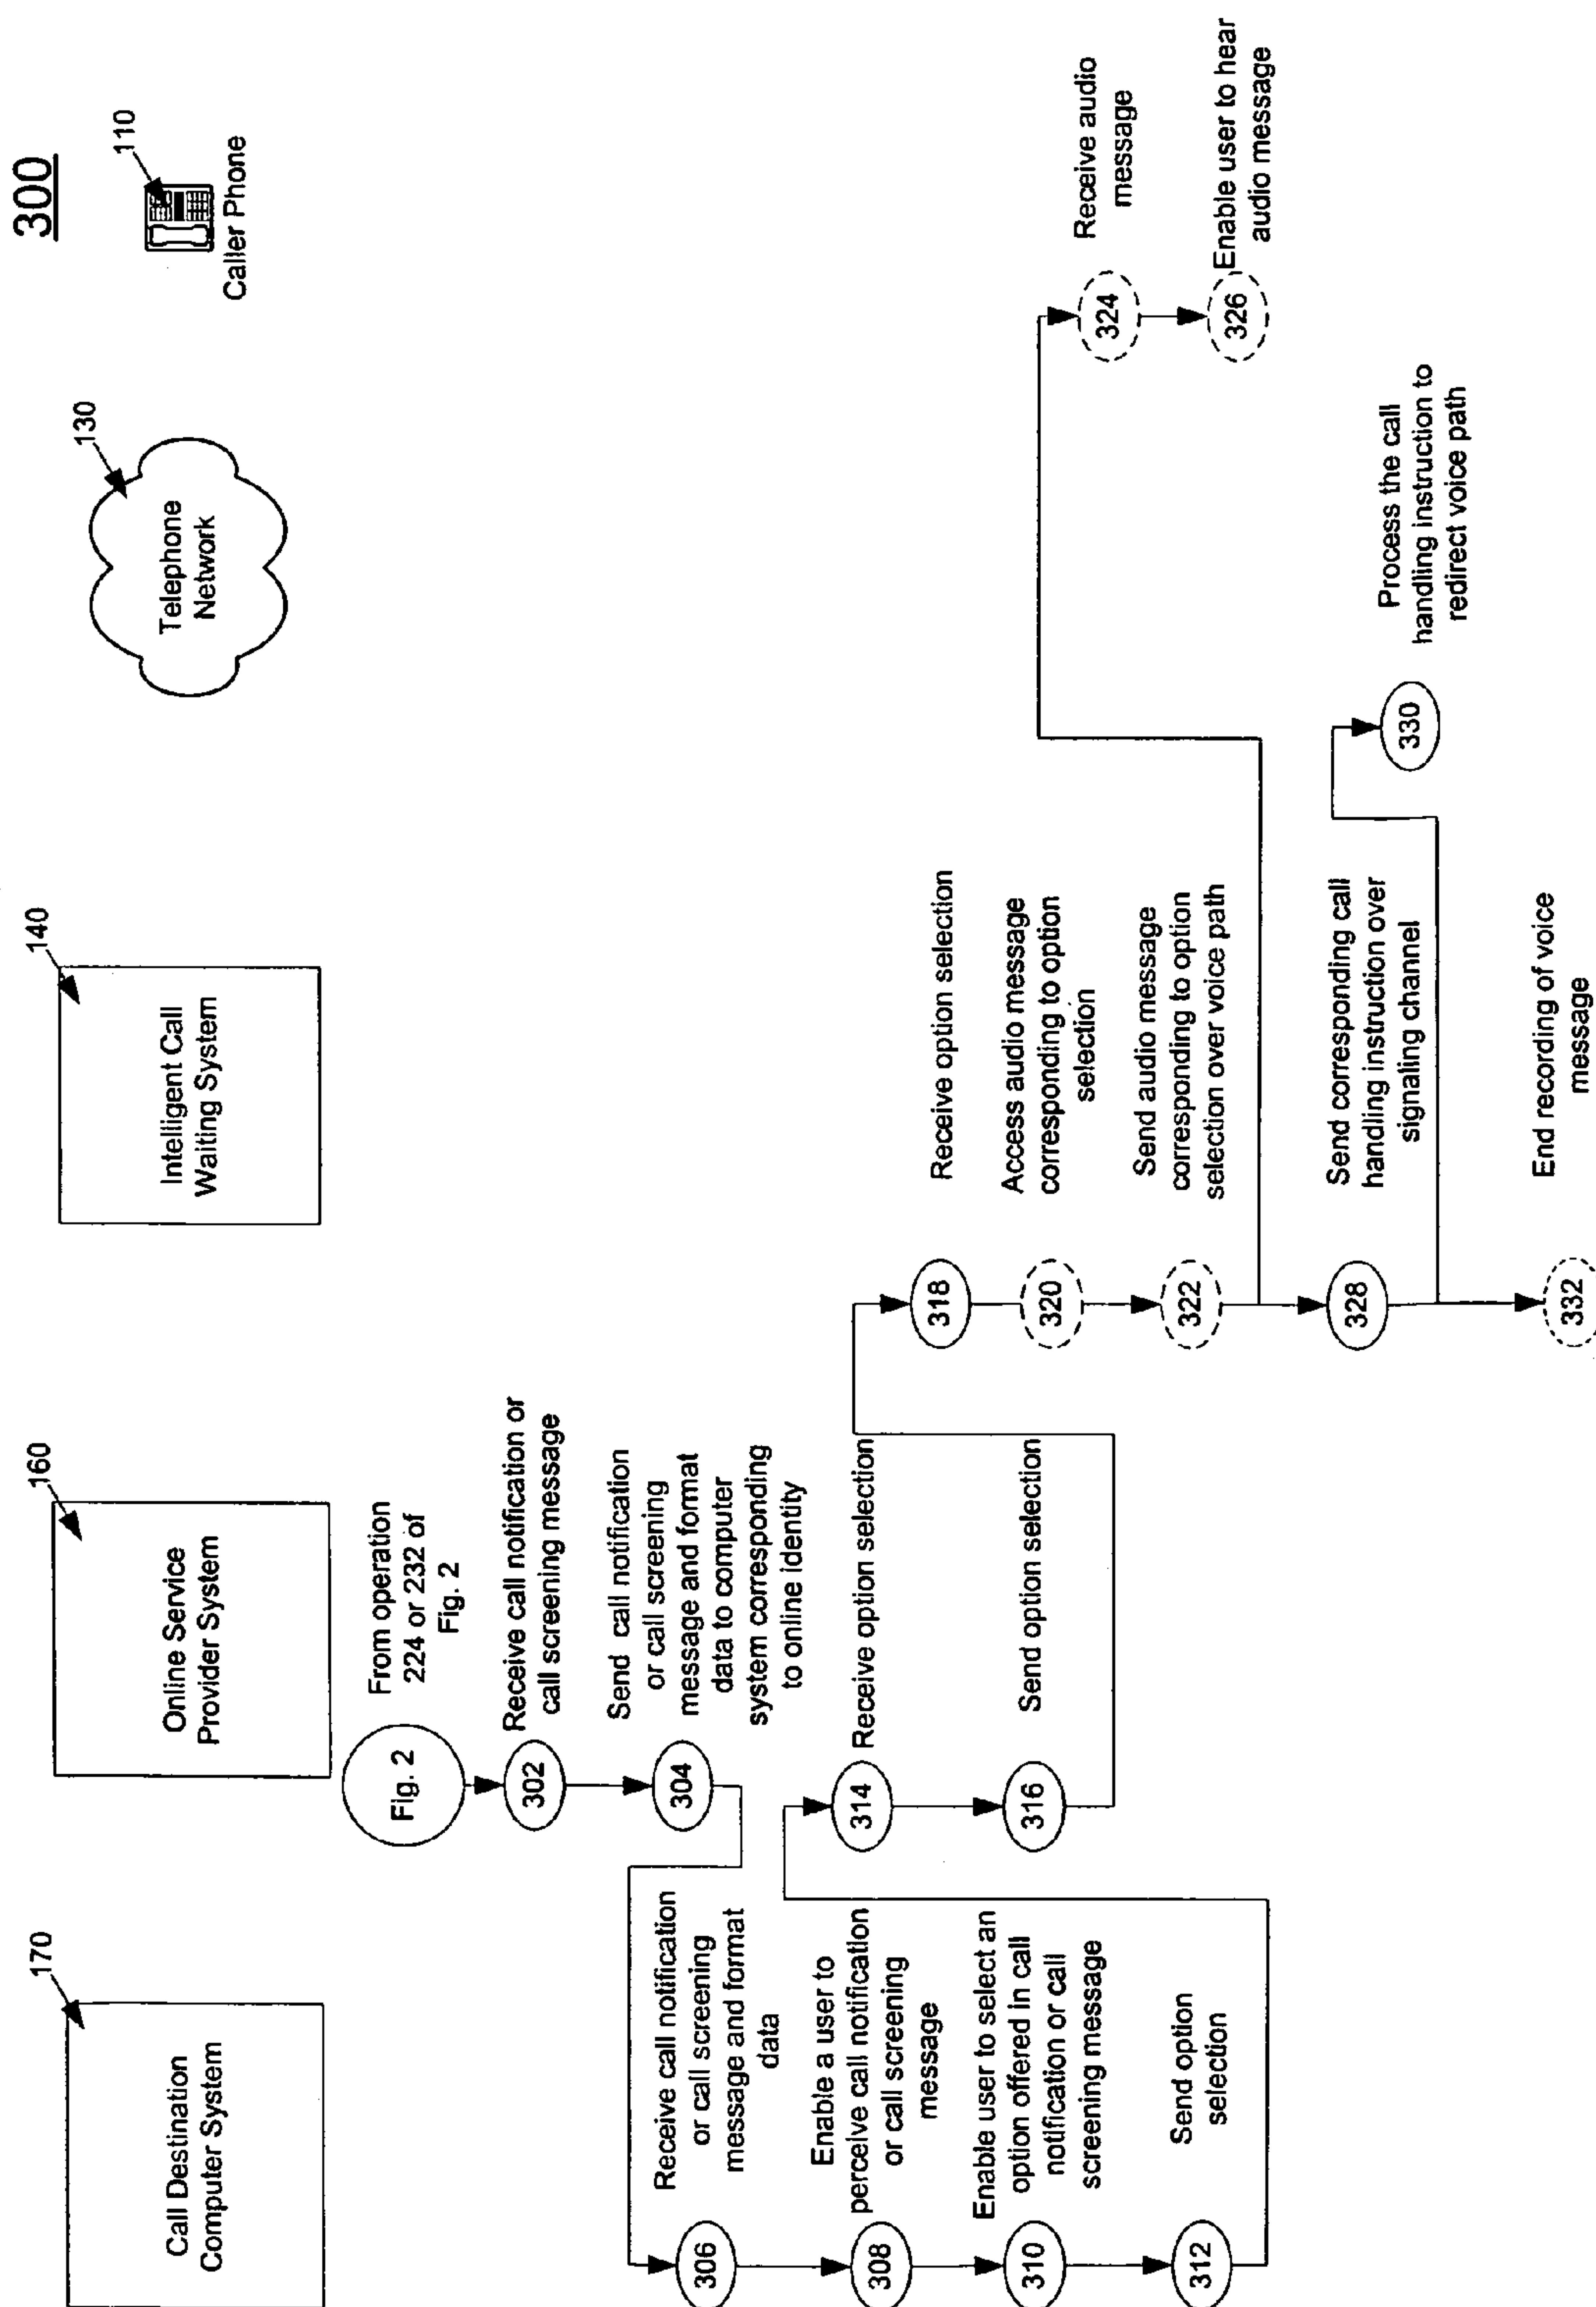 300
170
Call Destination
Computer System
160
Online Service
Provider System
140
Intelligent Call
Waiting System
130
Telephone
Network
110
Caller Phone
Fig. 2
From operation
224 or 232 of
Fig. 2
302
Receive call notification or
call screening message
304
Send call notification
or call screening
message and format
data to computer
system corresponding
to online identity
306
Receive call notification
or call screening
message and format
data
308
Enable a user to
perceive call notification
or call screening
message
310
Enable user to select an
option offered in call
notification or call
screening message
312
Send option
selection
314
Receive option selection
316
Send option selection
318
Receive option selection
320
Access audio message
corresponding to option
selection
322
Send audio message
corresponding to option
selection over voice path
324
Receive audio
message
326
Enable user to hear
audio message
328
Send corresponding call
handling instruction over
signaling channel
330
Process the call
handling instruction to
redirect voice path
332
End recording of voice
message